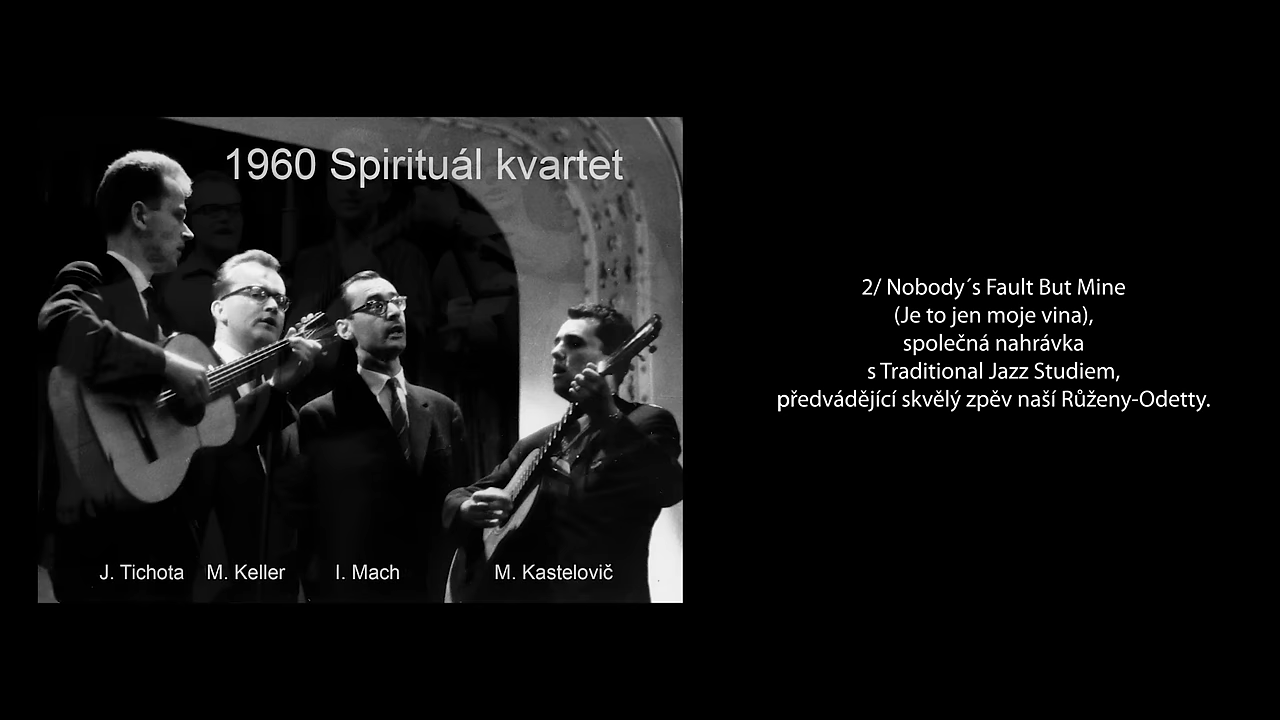 1960 Spirituál kvartet
J. Tichota M. Keller I. Mach M. Kastelovič
2/ Nobody´s Fault But Mine
(Je to jen moje vina),
společná nahrávka
s Traditional Jazz Studiem,
předvádějící skvělý zpěv naší Růženy-Odetty.